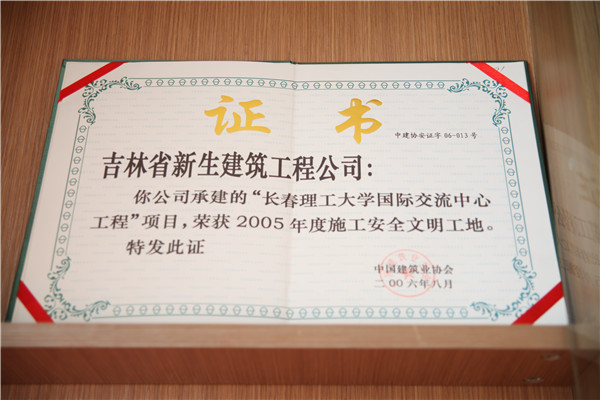 证书
中建协安证字 06-013 号
吉林省新生建筑工程公司：
你公司承建的“长春理工大学国际交流中心
工程”项目，荣获 2005 年度施工安全文明工地。
特发此证
中国建筑业协会
二00六年八月